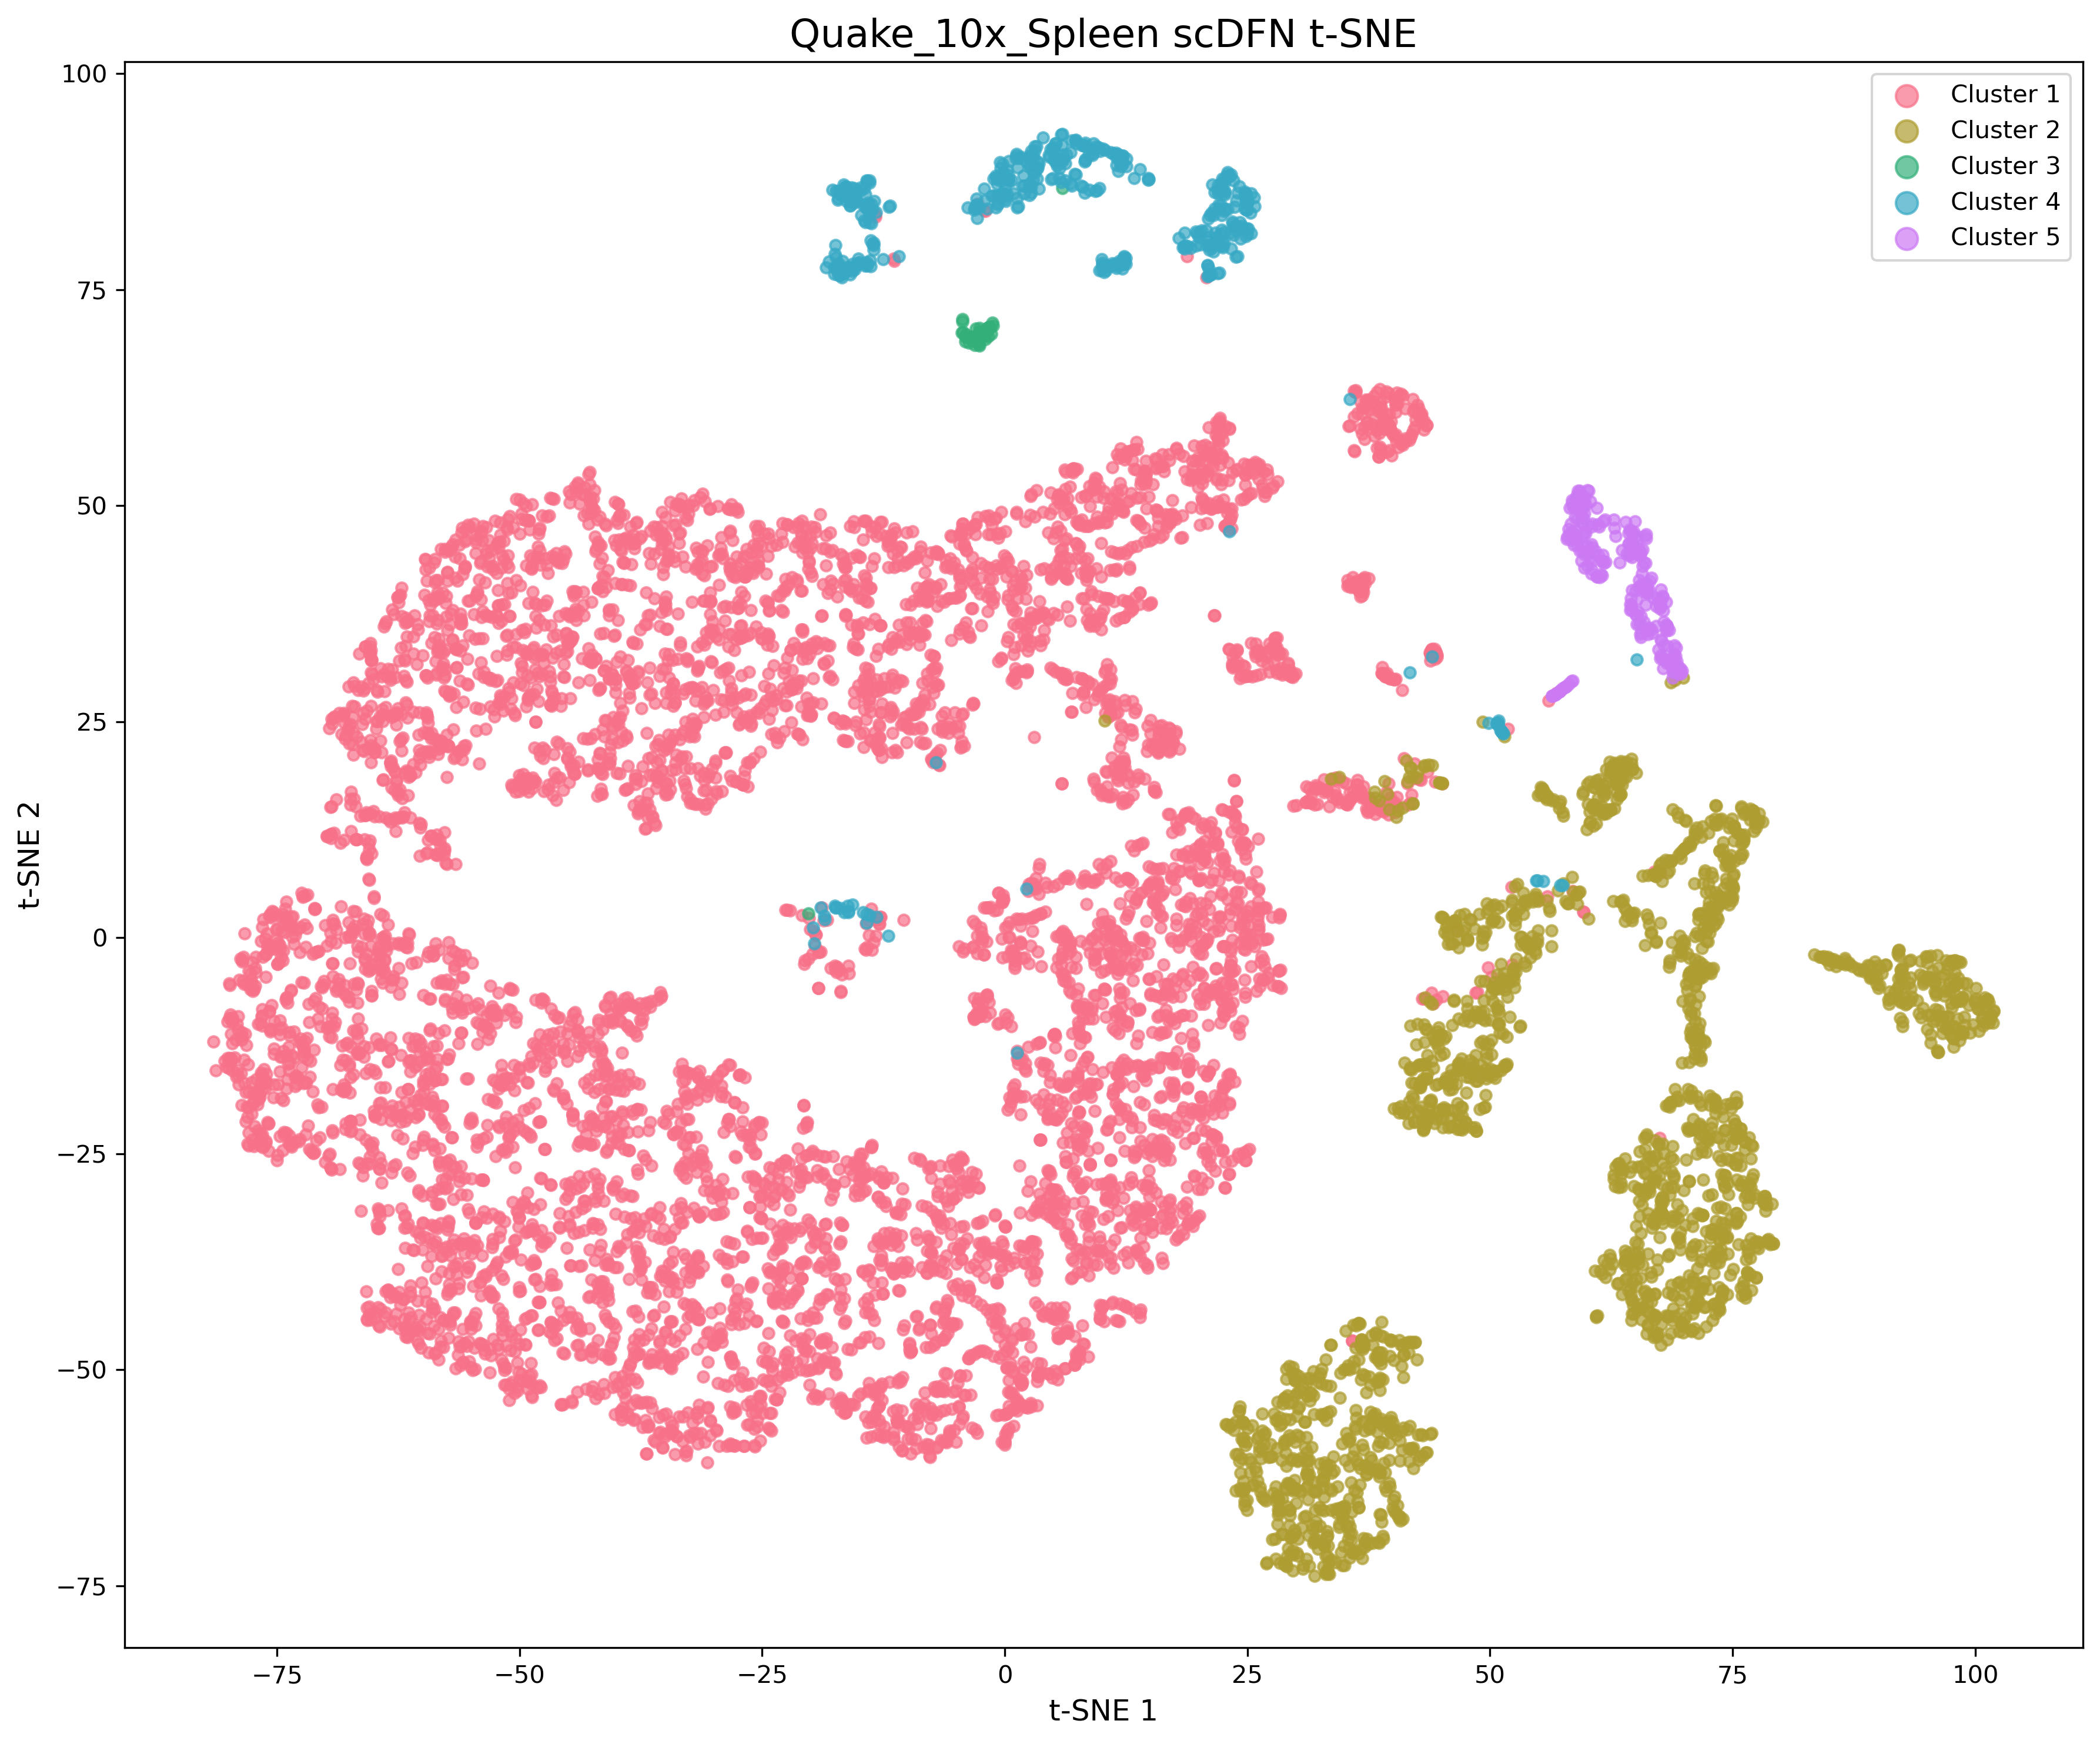 Quake_10x_Spleen scDFN t-SNE
Cluster 1
Cluster 2
Cluster 3
Cluster 4
Cluster 5
100
75
50
25
0
−25
−50
−75
t-SNE 2
−75
−50
−25
0
25
50
75
100
t-SNE 1